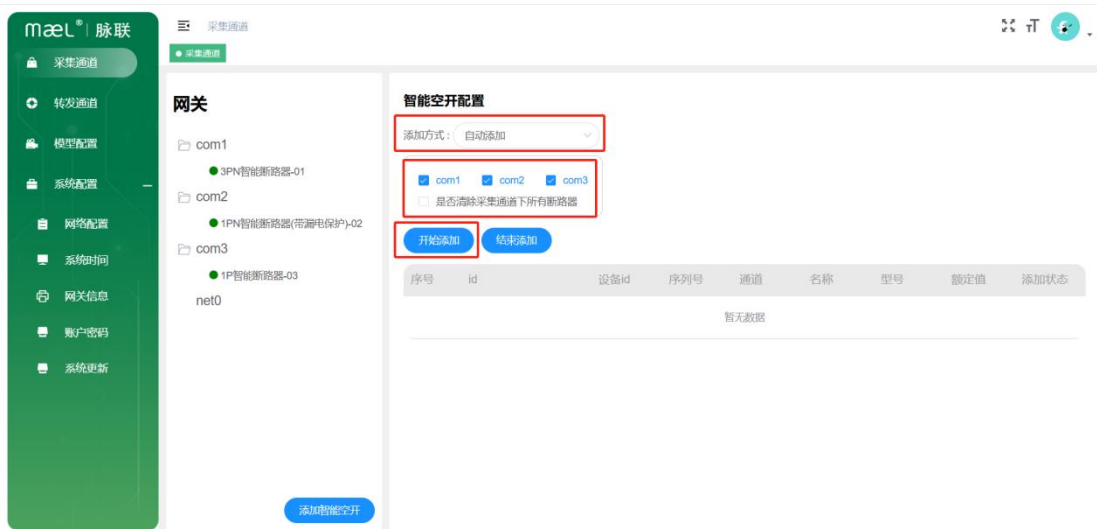 mæL®|脉联
采集通道
转发通道
模型配置
系统配置
网络配置
系统时间
网关信息
账户密码
系统更新
采集通道
采集通道
网关
com1
3PN智能断路器-01
com2
1PN智能断路器(带漏电保护)-02
com3
1P智能断路器-03
net0
添加智能空开
智能空开配置
添加方式： 自动添加
com1 com2 com3
是否清除采集通道下所有断路器
开始添加 结束添加
序号 id 设备id 序列号 通道 名称 型号 额定值 添加状态
暂无数据